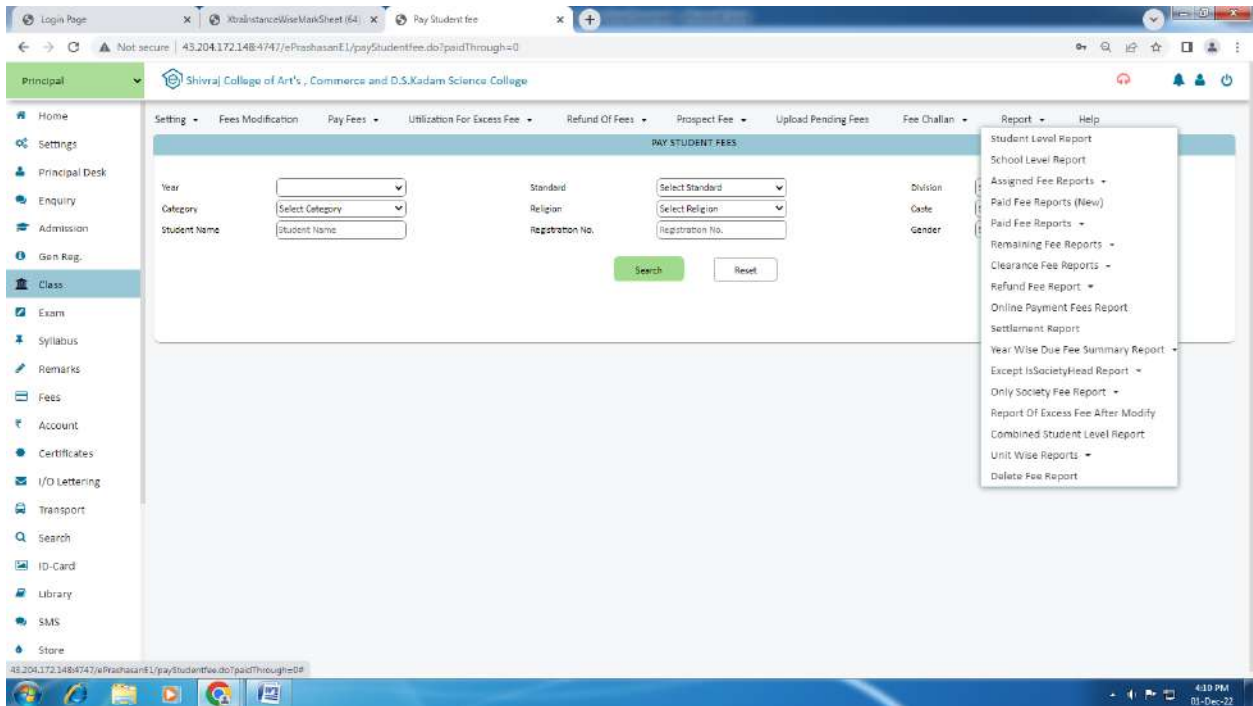 Login Page
XtraInstanceWiseMarkSheet (64)
Pay Student fee
Not secure 43.204.172.148:4747/ePrashasanE1/payStudentfee.do?paidThrough=0
Principal
Shivraj College of Art's , Commerce and D.S.Kadam Science College
Home
Settings
Principal Desk
Enquiry
Admission
Gen Reg.
Class
Exam
Syllabus
Remarks
Fees
Account
Certificates
I/O Lettering
Transport
Search
ID-Card
Library
SMS
Store
Setting Fees Modification Pay Fees Utilization For Excess Fee Refund Of Fees Prospect Fee Upload Pending Fees Fee Challan Report Help
PAY STUDENT FEES
Year Standard Select Standard Division
Category Select Category Religion Select Religion Caste
Student Name Student Name Registration No. Registration No. Gender
Search Reset
Student Level Report
School Level Report
Assigned Fee Reports
Paid Fee Reports (New)
Paid Fee Reports
Remaining Fee Reports
Clearance Fee Reports
Refund Fee Report
Online Payment Fees Report
Settlement Report
Year Wise Due Fee Summary Report
Except IsSocietyHead Report
Only Society Fee Report
Report Of Excess Fee After Modify
Combined Student Level Report
Unit Wise Reports
Delete Fee Report
43.204.172.148:4747/ePrashasanE1/payStudentfee.do?paidThrough=0#
4:10 PM
01-Dec-22